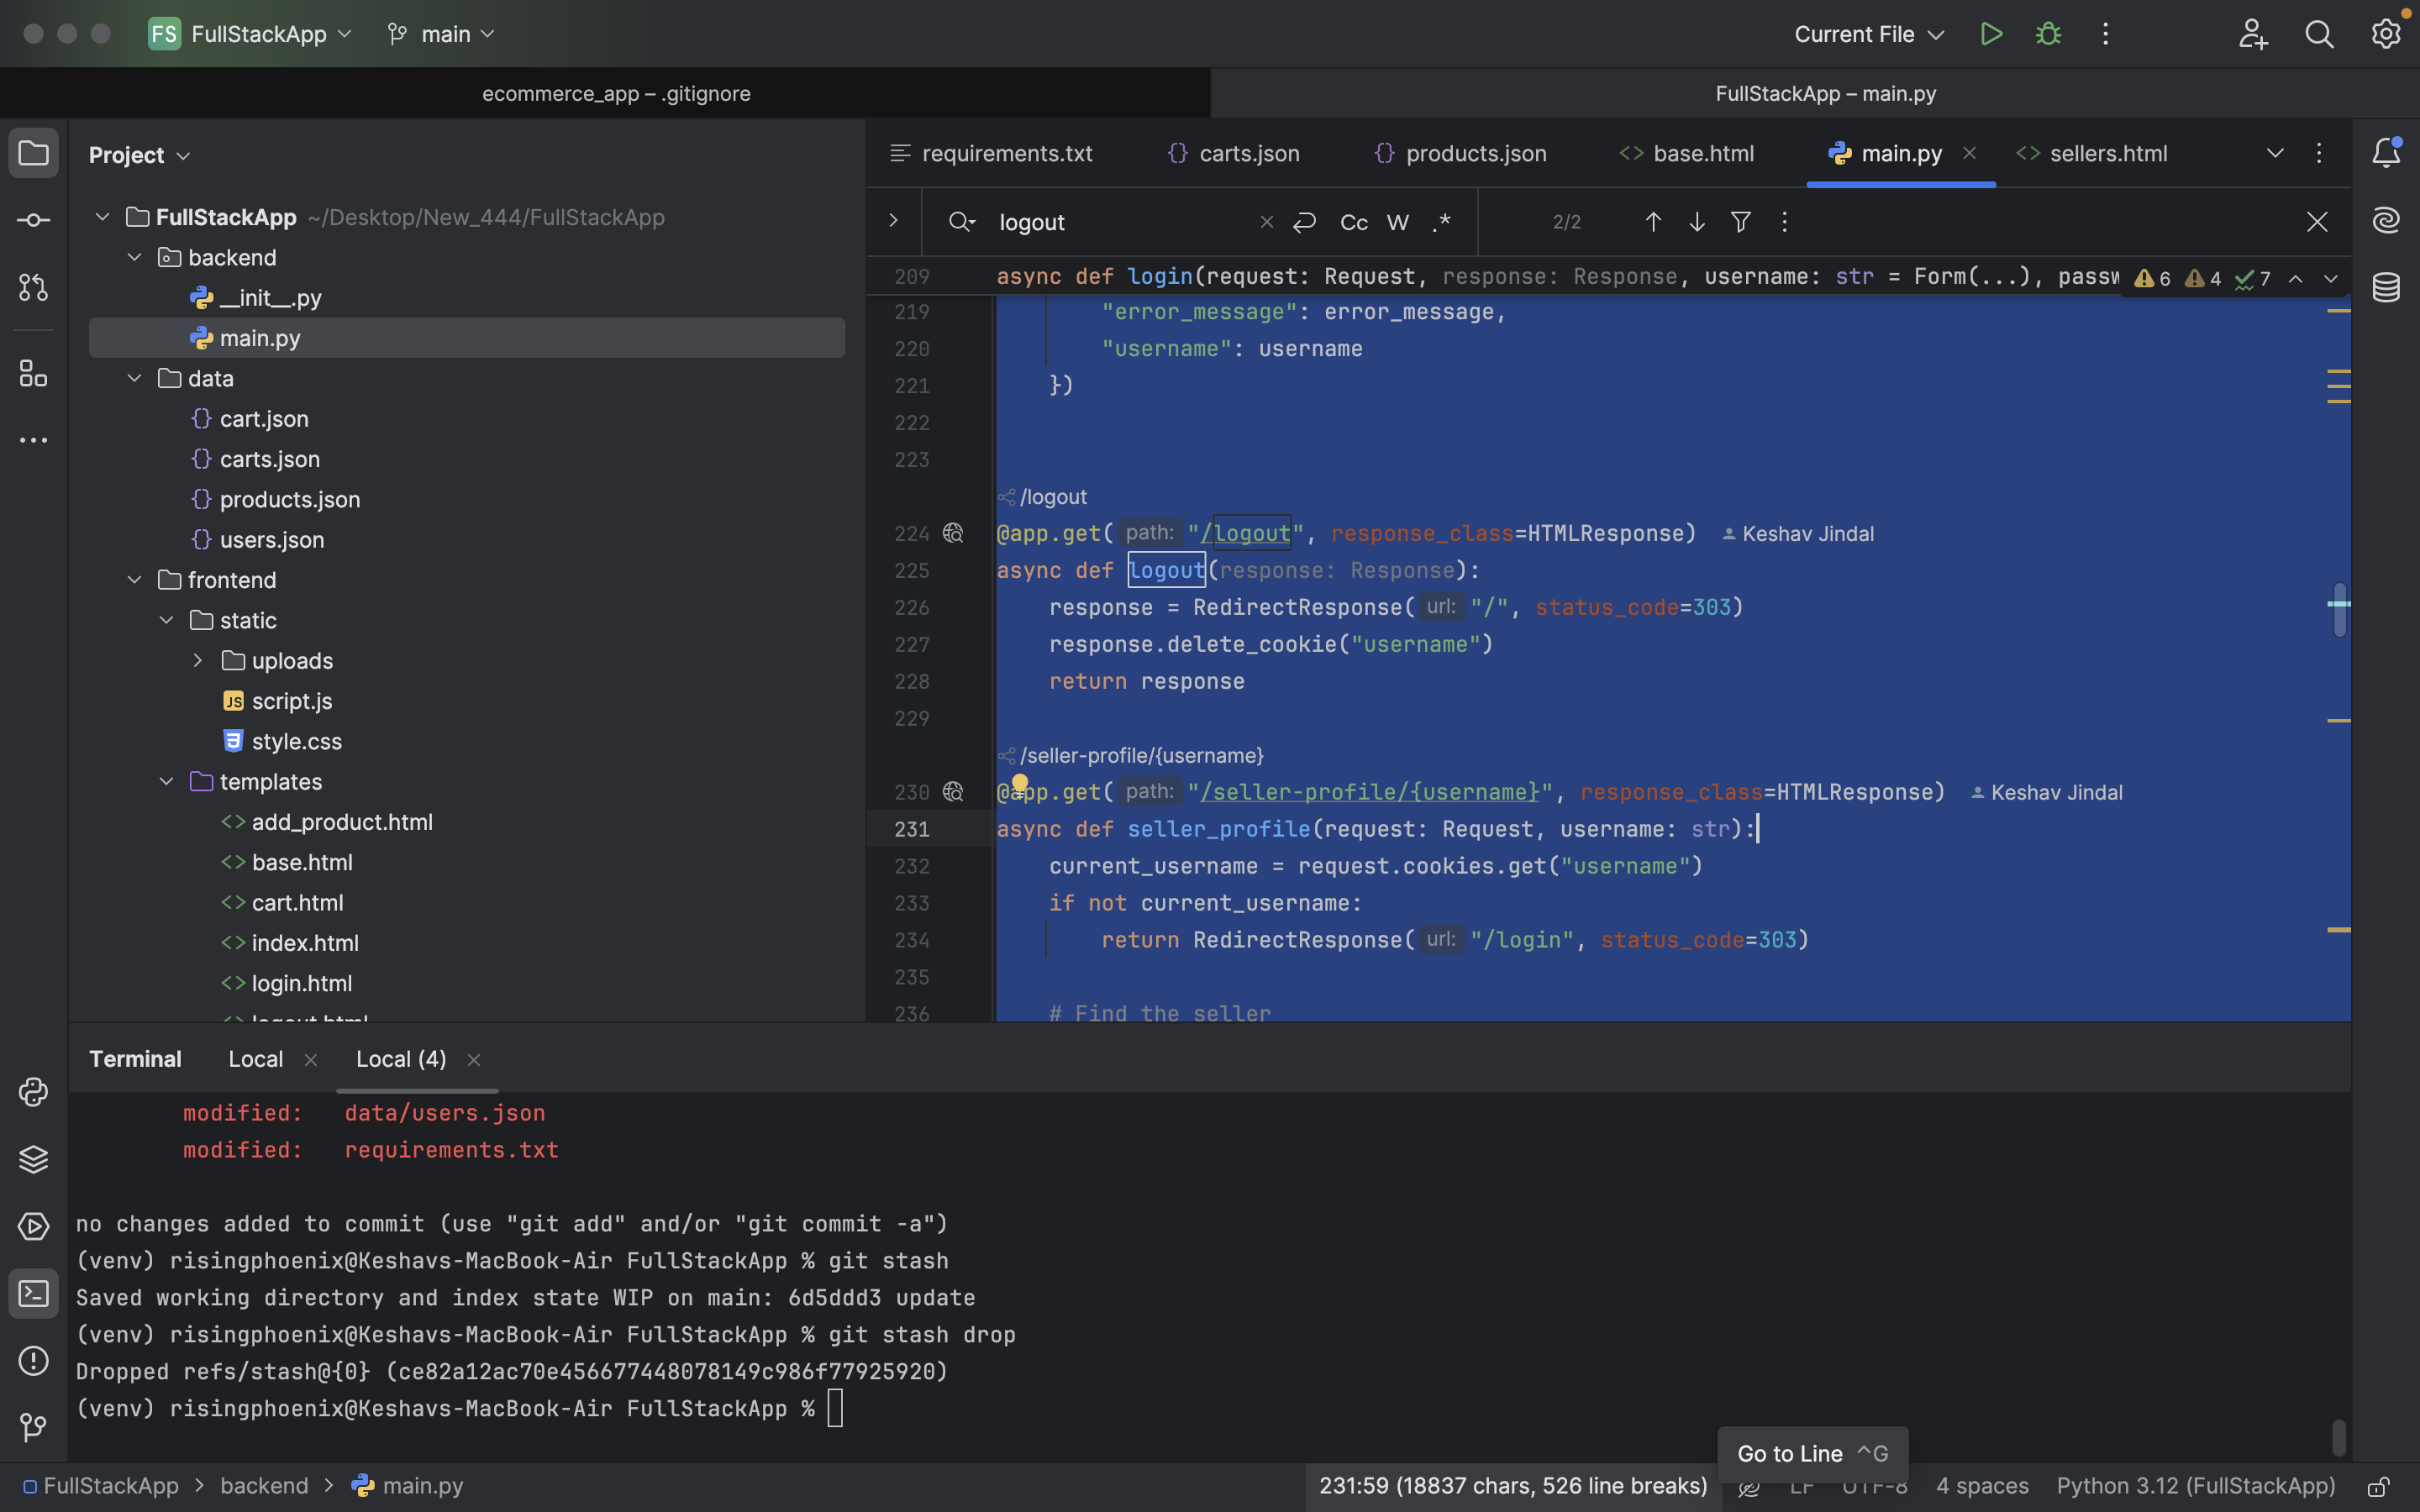 FS FullStackApp main Current File
ecommerce_app – .gitignore FullStackApp – main.py
Project
FullStackApp ~/Desktop/New_444/FullStackApp
backend
__init__.py
main.py
data
cart.json
carts.json
products.json
users.json
frontend
static
uploads
JS script.js
style.css
templates
<> add_product.html
<> base.html
<> cart.html
<> index.html
<> login.html
<> logout.html
requirements.txt {} carts.json {} products.json <> base.html main.py <> sellers.html
logout Cc W .* 2/2
209 async def login(request: Request, response: Response, username: str = Form(...), passw 6 4 7
219 "error_message": error_message,
220 "username": username
221 })
222
223
/logout
224 @app.get( path: "/logout", response_class=HTMLResponse) Keshav Jindal
225 async def logout(response: Response):
226 response = RedirectResponse( url: "/", status_code=303)
227 response.delete_cookie("username")
228 return response
229
/seller-profile/{username}
230 @app.get( path: "/seller-profile/{username}", response_class=HTMLResponse) Keshav Jindal
231 async def seller_profile(request: Request, username: str):
232 current_username = request.cookies.get("username")
233 if not current_username:
234 return RedirectResponse( url: "/login", status_code=303)
235
236 # Find the seller
Terminal Local Local (4)
modified: data/users.json
modified: requirements.txt
no changes added to commit (use "git add" and/or "git commit -a")
(venv) risingphoenix@Keshavs-MacBook-Air FullStackApp % git stash
Saved working directory and index state WIP on main: 6d5ddd3 update
(venv) risingphoenix@Keshavs-MacBook-Air FullStackApp % git stash drop
Dropped refs/stash@{0} (ce82a12ac70e456677448078149c986f77925920)
(venv) risingphoenix@Keshavs-MacBook-Air FullStackApp %
Go to Line ^G
FullStackApp > backend > main.py 231:59 (18837 chars, 526 line breaks) LF UTF-8 4 spaces Python 3.12 (FullStackApp)